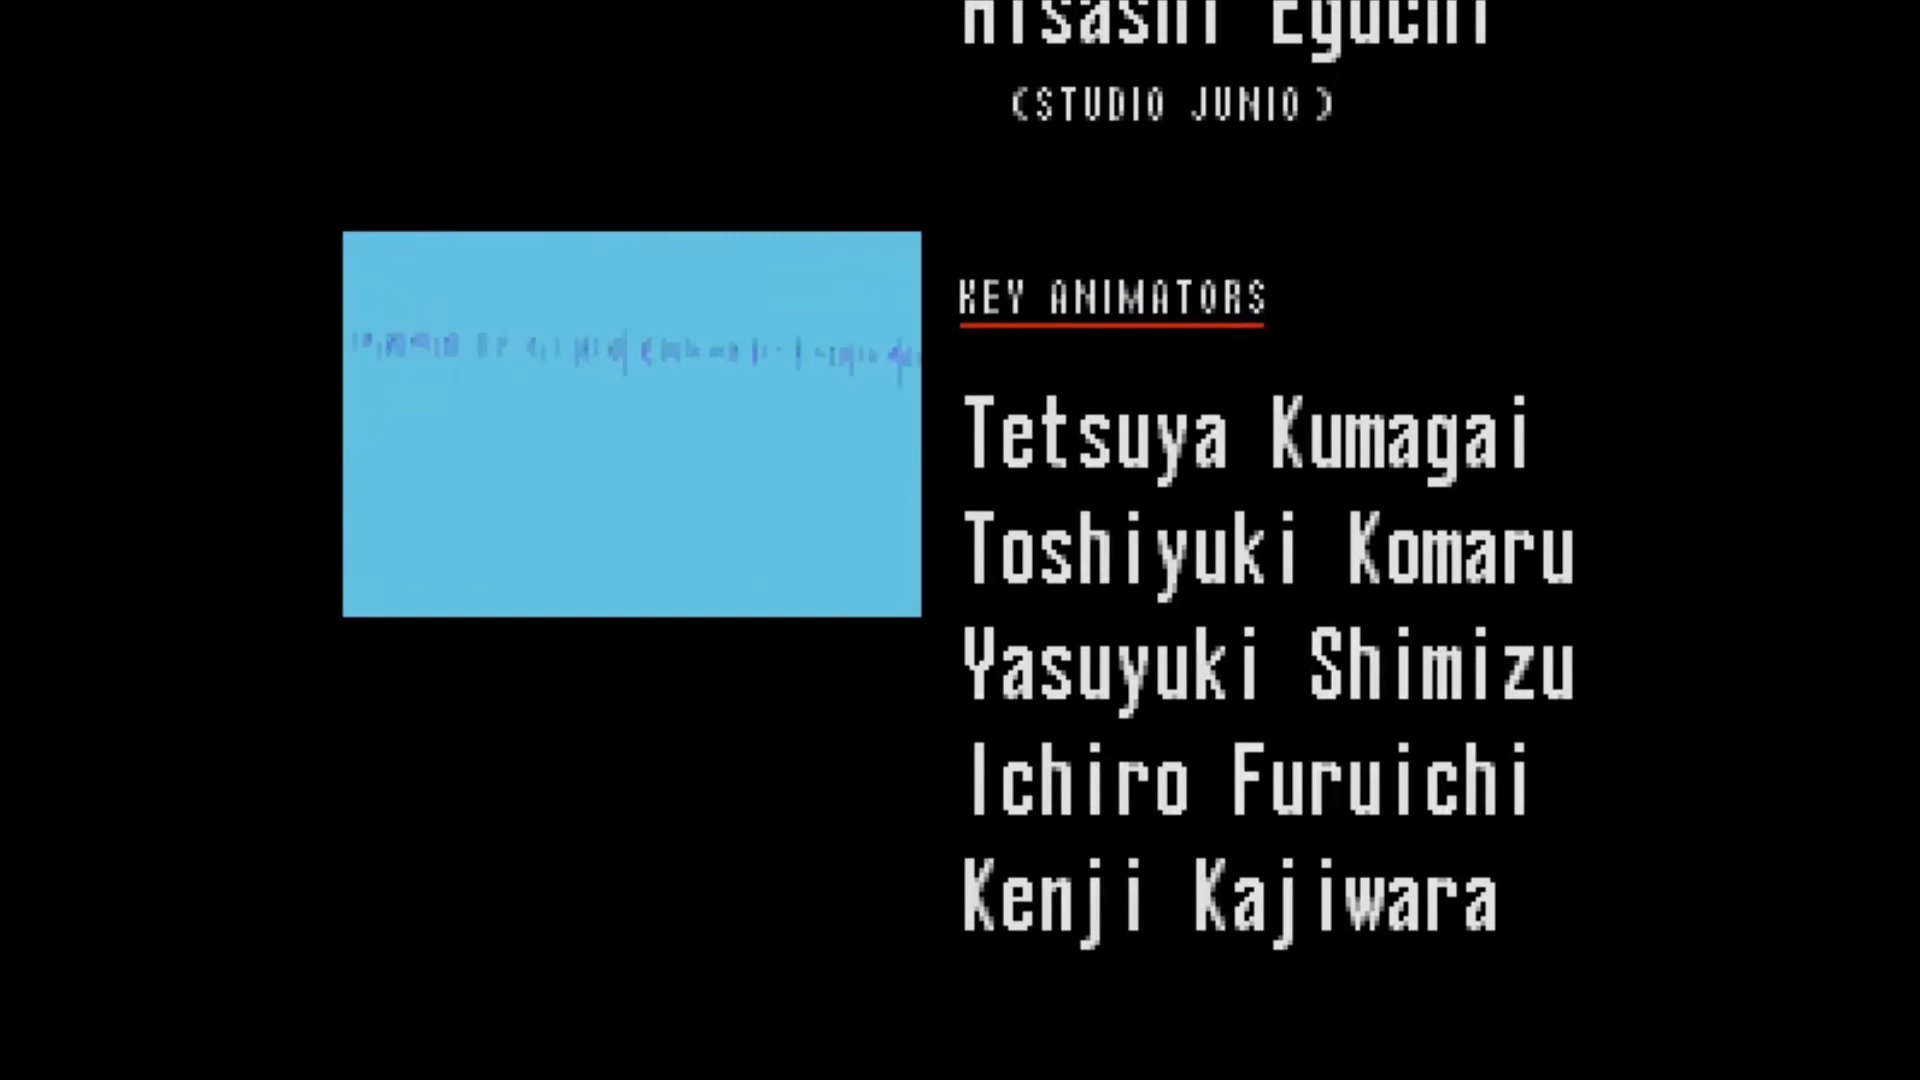 Hisashi Eguchi
(STUDIO JUNIO)
KEY ANIMATORS
Tetsuya Kumagai
Toshiyuki Komaru
Yasuyuki Shimizu
Ichiro Furuichi
Kenji Kajiwara